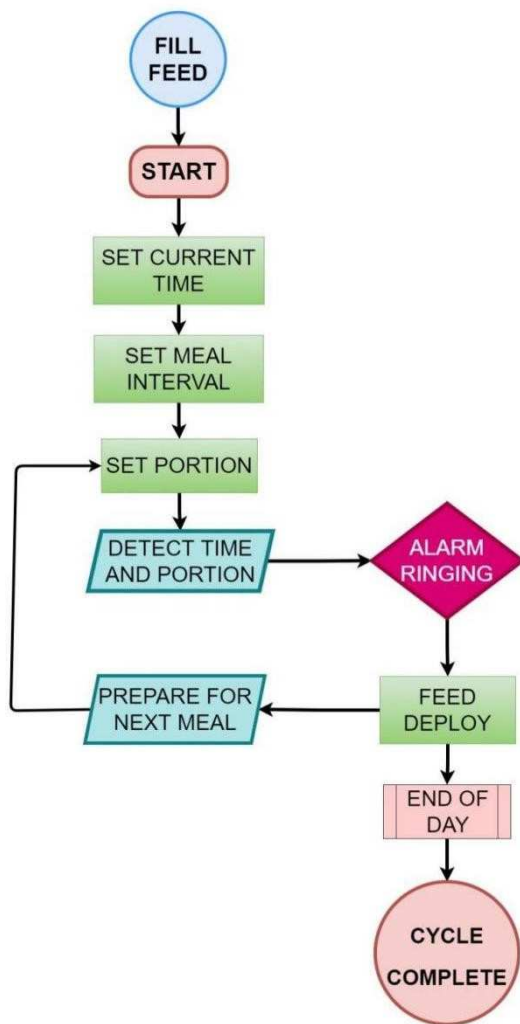 FILL
FEED
START
SET CURRENT
TIME
SET MEAL
INTERVAL
SET PORTION
DETECT TIME
AND PORTION
ALARM
RINGING
PREPARE FOR
NEXT MEAL
FEED
DEPLOY
END OF
DAY
CYCLE
COMPLETE